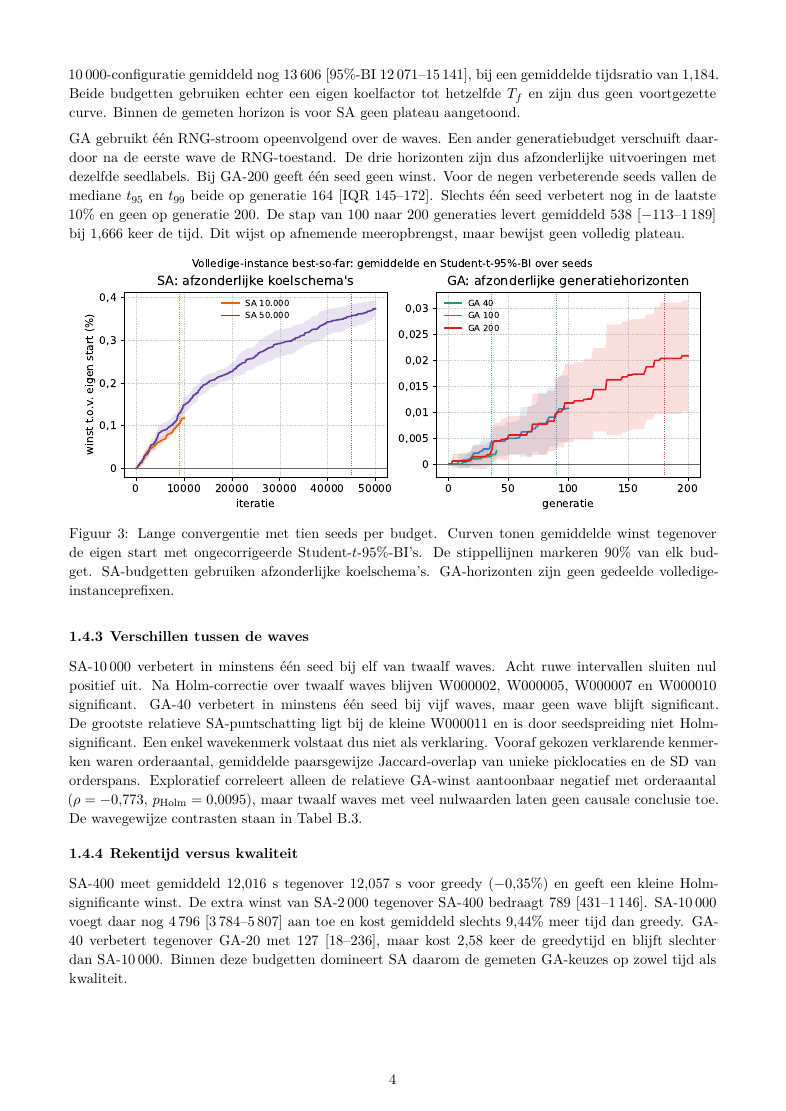 10 000-configuratie gemiddeld nog 13 606 [95%-BI 12 071–15 141], bij een gemiddelde tijdsratio van 1,184.
Beide budgetten gebruiken echter een eigen koelfactor tot hetzelfde T_f en zijn dus geen voortgezette
curve. Binnen de gemeten horizon is voor SA geen plateau aangetoond.
GA gebruikt één RNG-stroom opeenvolgend over de waves. Een ander generatiebudget verschuift daar-
door na de eerste wave de RNG-toestand. De drie horizonten zijn dus afzonderlijke uitvoeringen met
dezelfde seedlabels. Bij GA-200 geeft één seed geen winst. Voor de negen verbeterende seeds vallen de
mediane t_95 en t_99 beide op generatie 164 [IQR 145–172]. Slechts één seed verbetert nog in de laatste
10% en geen op generatie 200. De stap van 100 naar 200 generaties levert gemiddeld 538 [−113–1 189]
bij 1,666 keer de tijd. Dit wijst op afnemende meeropbrengst, maar bewijst geen volledig plateau.
Volledige-instance best-so-far: gemiddelde en Student-t-95%-BI over seeds
SA: afzonderlijke koelschema's
winst t.o.v. eigen start (%)
0,4
0,3
0,2
0,1
0
SA 10.000
SA 50.000
0 10000 20000 30000 40000 50000
iteratie
GA: afzonderlijke generatiehorizonten
0,03
0,025
0,02
0,015
0,01
0,005
0
GA 40
GA 100
GA 200
0 50 100 150 200
generatie
Figuur 3: Lange convergentie met tien seeds per budget. Curven tonen gemiddelde winst tegenover
de eigen start met ongecorrigeerde Student-t-95%-BI's. De stippellijnen markeren 90% van elk bud-
get. SA-budgetten gebruiken afzonderlijke koelschema's. GA-horizonten zijn geen gedeelde volledige-
instanceprefixen.
1.4.3 Verschillen tussen de waves
SA-10 000 verbetert in minstens één seed bij elf van twaalf waves. Acht ruwe intervallen sluiten nul
positief uit. Na Holm-correctie over twaalf waves blijven W000002, W000005, W000007 en W000010
significant. GA-40 verbetert in minstens één seed bij vijf waves, maar geen wave blijft significant.
De grootste relatieve SA-puntschatting ligt bij de kleine W000011 en is door seedspreiding niet Holm-
significant. Een enkel wavekenmerk volstaat dus niet als verklaring. Vooraf gekozen verklarende kenmer-
ken waren orderaantal, gemiddelde paarsgewijze Jaccard-overlap van unieke picklocaties en de SD van
orderspans. Exploratief correleert alleen de relatieve GA-winst aantoonbaar negatief met orderaantal
(ρ = −0,773, p_Holm = 0,0095), maar twaalf waves met veel nulwaarden laten geen causale conclusie toe.
De wavegewijze contrasten staan in Tabel B.3.
1.4.4 Rekentijd versus kwaliteit
SA-400 meet gemiddeld 12,016 s tegenover 12,057 s voor greedy (−0,35%) en geeft een kleine Holm-
significante winst. De extra winst van SA-2 000 tegenover SA-400 bedraagt 789 [431–1 146]. SA-10 000
voegt daar nog 4 796 [3 784–5 807] aan toe en kost gemiddeld slechts 9,44% meer tijd dan greedy. GA-
40 verbetert tegenover GA-20 met 127 [18–236], maar kost 2,58 keer de greedytijd en blijft slechter
dan SA-10 000. Binnen deze budgetten domineert SA daarom de gemeten GA-keuzes op zowel tijd als
kwaliteit.
4